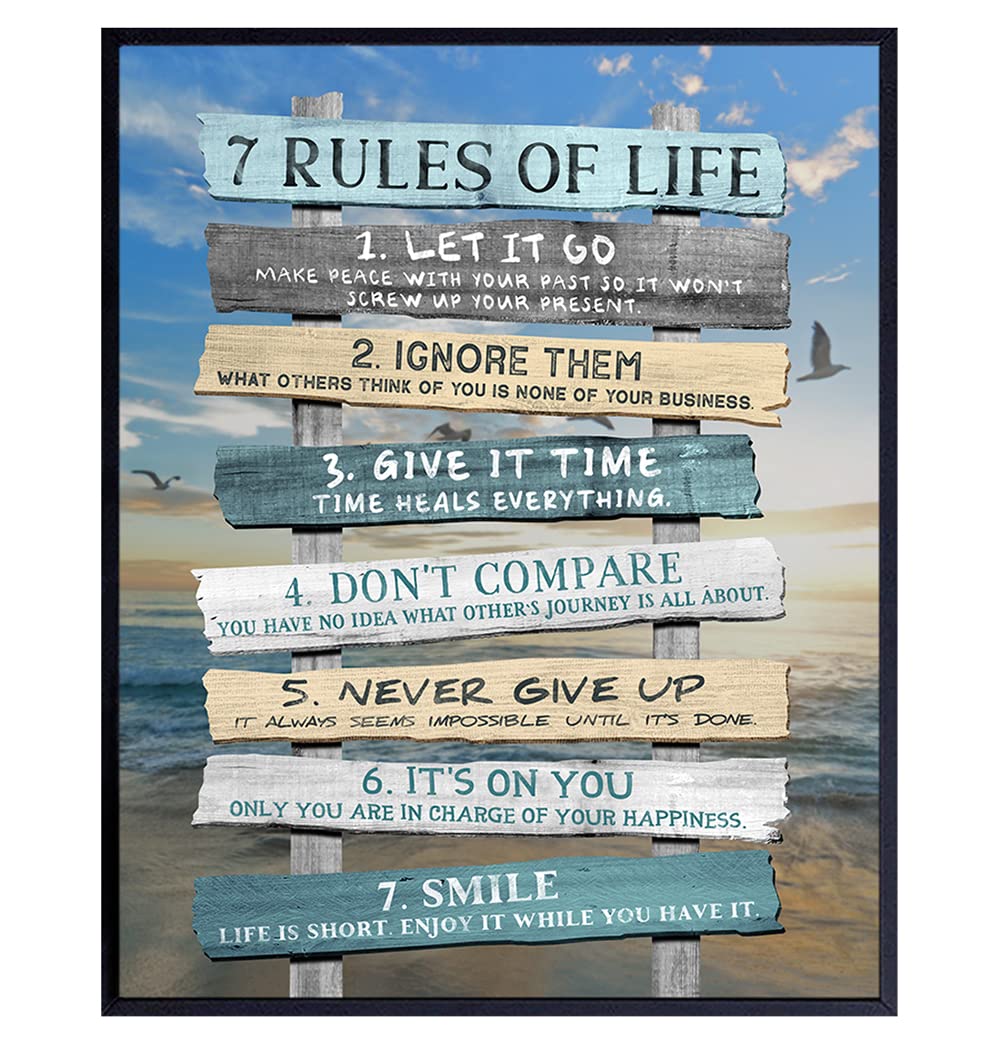 7 RULES OF LIFE
1. LET IT GO
MAKE PEACE WITH YOUR PAST SO IT WON'T
SCREW UP YOUR PRESENT.
2. IGNORE THEM
WHAT OTHERS THINK OF YOU IS NONE OF YOUR BUSINESS.
3. GIVE IT TIME
TIME HEALS EVERYTHING.
4. DON'T COMPARE
YOU HAVE NO IDEA WHAT OTHER'S JOURNEY IS ALL ABOUT.
5. NEVER GIVE UP
IT ALWAYS SEEMS IMPOSSIBLE UNTIL IT'S DONE.
6. IT'S ON YOU
ONLY YOU ARE IN CHARGE OF YOUR HAPPINESS.
7. SMILE
LIFE IS SHORT. ENJOY IT WHILE YOU HAVE IT.